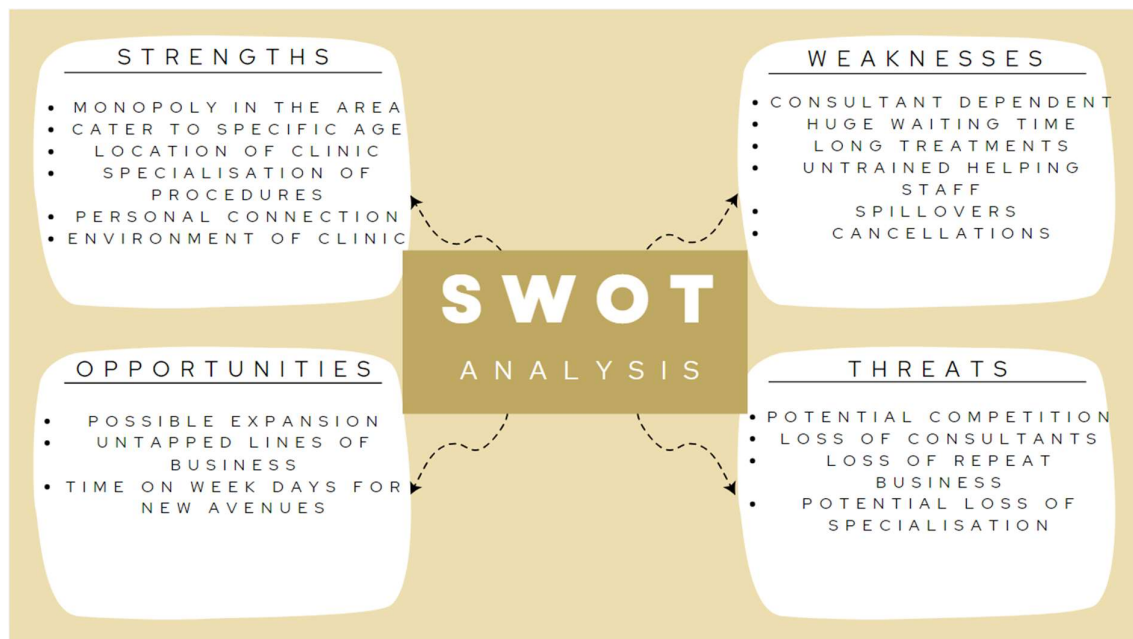 STRENGTHS
• MONOPOLY IN THE AREA
• CATER TO SPECIFIC AGE
• LOCATION OF CLINIC
• SPECIALISATION OF
PROCEDURES
• PERSONAL CONNECTION
• ENVIRONMENT OF CLINIC
WEAKNESSES
• CONSULTANT DEPENDENT
• HUGE WAITING TIME
• LONG TREATMENTS
• UNTRAINED HELPING
STAFF
• SPILLOVERS
• CANCELLATIONS
SWOT
ANALYSIS
OPPORTUNITIES
• POSSIBLE EXPANSION
• UNTAPPED LINES OF
BUSINESS
• TIME ON WEEK DAYS FOR
NEW AVENUES
THREATS
• POTENTIAL COMPETITION
• LOSS OF CONSULTANTS
• LOSS OF REPEAT
BUSINESS
• POTENTIAL LOSS OF
SPECIALISATION